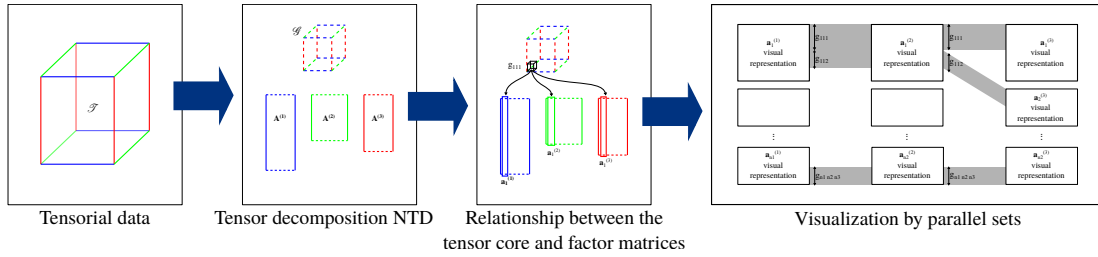 𝒯
Tensorial data
𝒢
A(1)
A(2)
A(3)
Tensor decomposition NTD
g111
a1(1)
a1(2)
a1(3)
Relationship between the
tensor core and factor matrices
a1(1)
visual
representation
g111
g112
a1(2)
visual
representation
g111
g112
a1(3)
visual
representation
a2(3)
visual
representation
⋮
⋮
⋮
an1(1)
visual
representation
gn1 n2 n3
an2(2)
visual
representation
gn1 n2 n3
an2(3)
visual
representation
Visualization by parallel sets